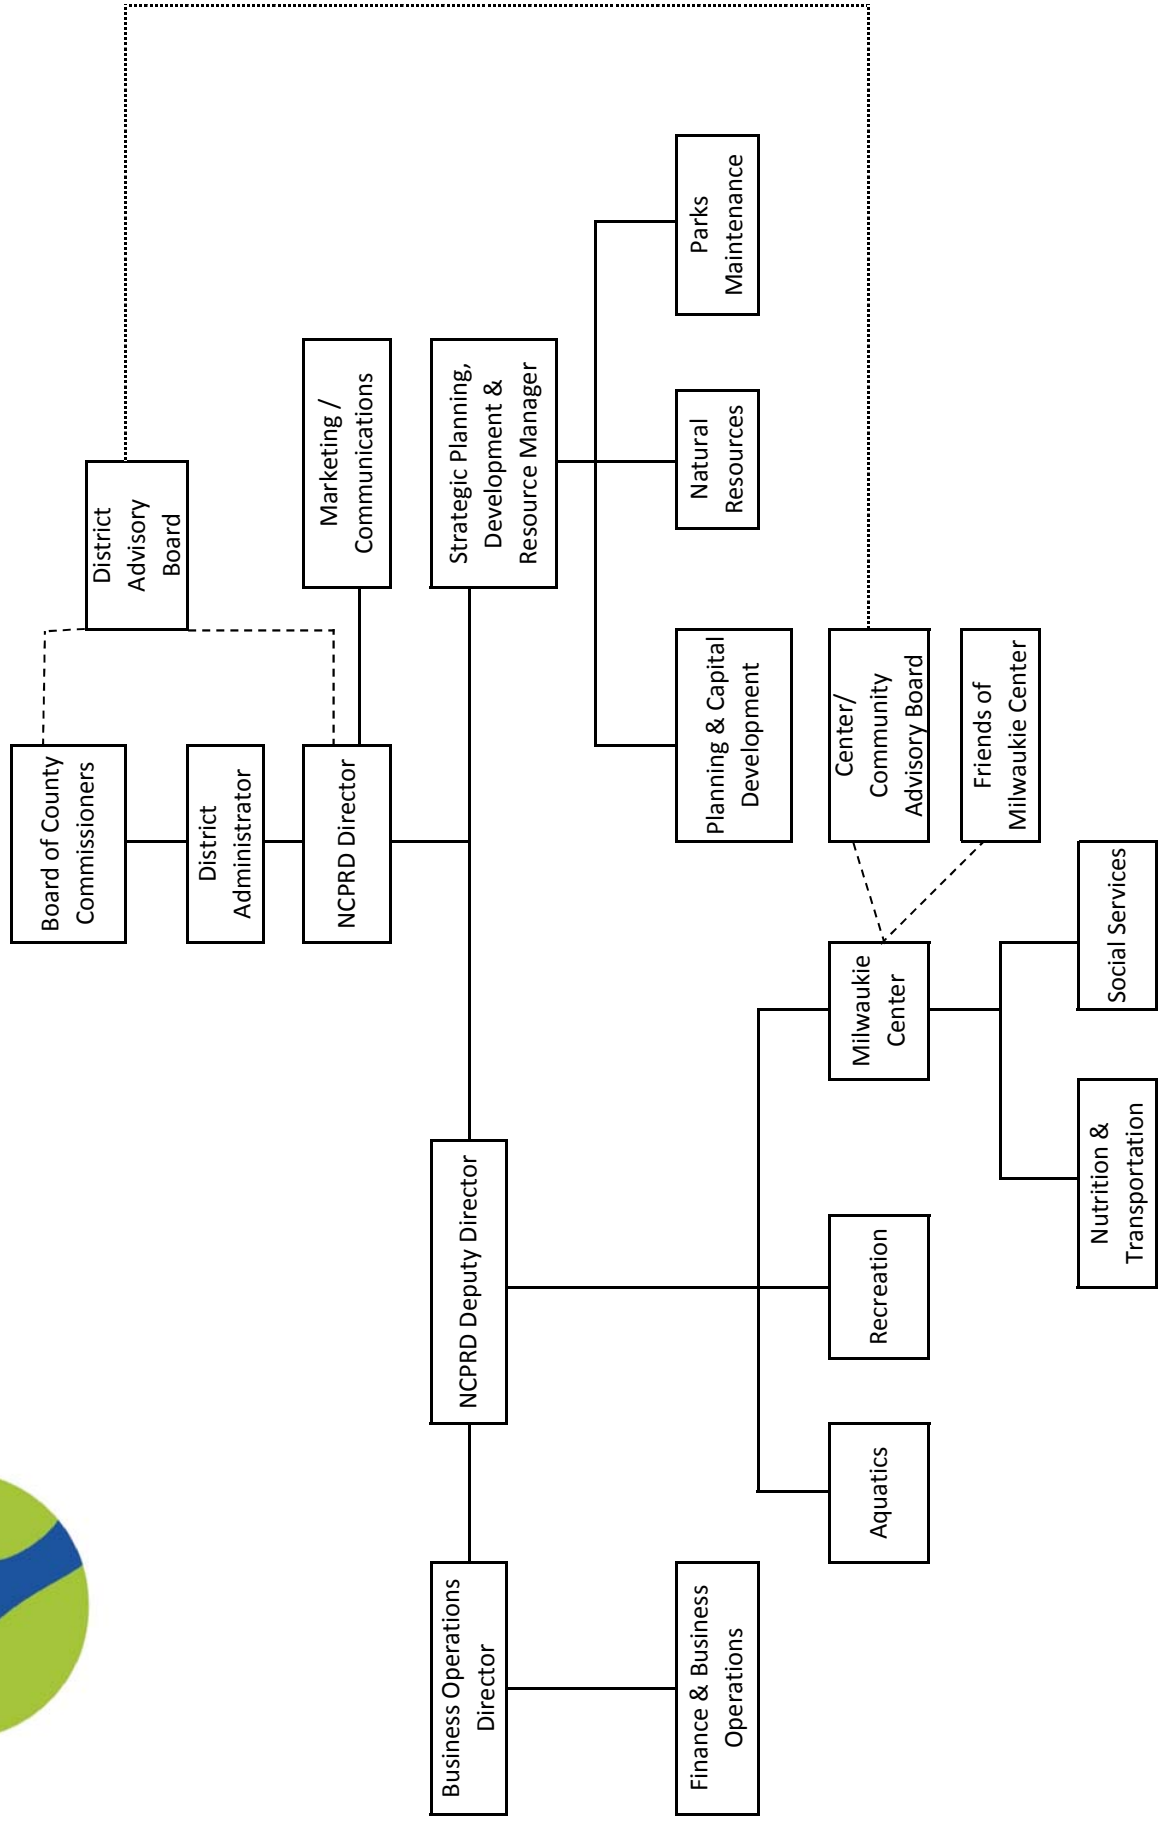 Board of County
Commissioners
District
Advisory
Board
District
Administrator
NCPRD Director
Marketing /
Communications
Business Operations
Director
NCPRD Deputy Director
Strategic Planning,
Development &
Resource Manager
Finance & Business
Operations
Planning & Capital
Development
Natural
Resources
Parks
Maintenance
Aquatics
Recreation
Milwaukie
Center
Center/
Community
Advisory Board
Friends of
Milwaukie Center
Nutrition &
Transportation
Social Services